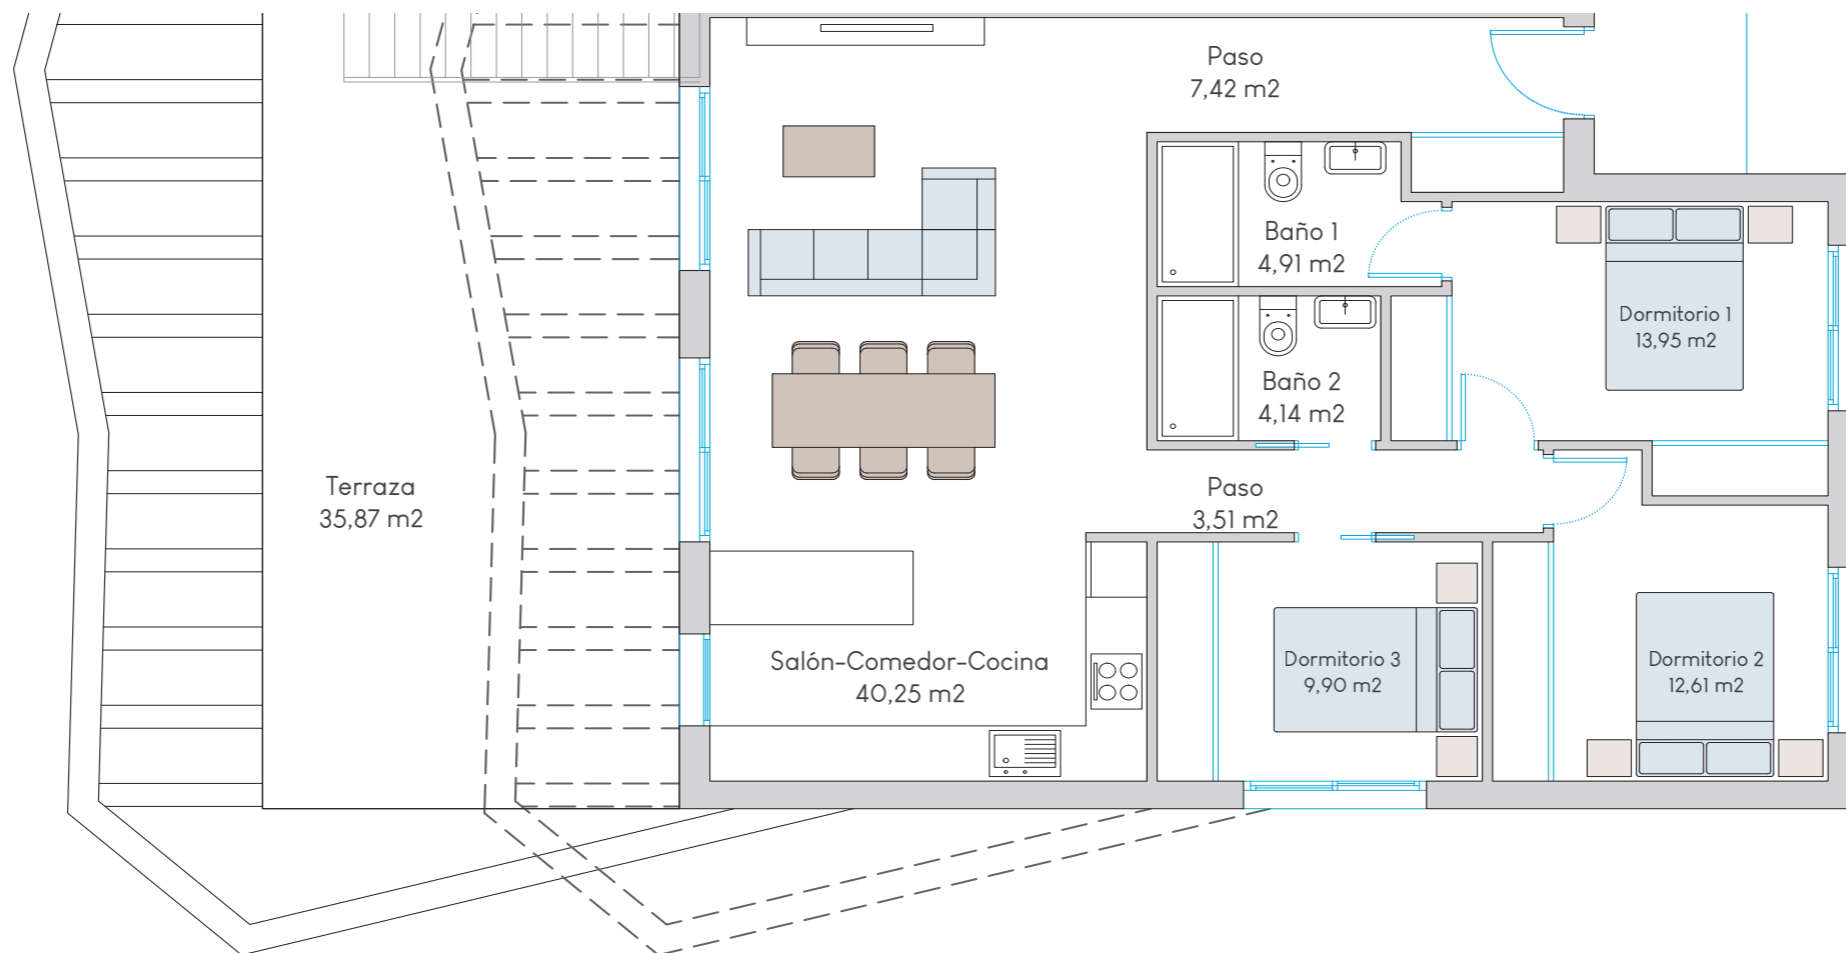 Paso
7,42 m2
Baño 1
4,91 m2
Dormitorio 1
13,95 m2
Baño 2
4,14 m2
Terraza
35,87 m2
Paso
3,51 m2
Salón-Comedor-Cocina
40,25 m2
Dormitorio 3
9,90 m2
Dormitorio 2
12,61 m2